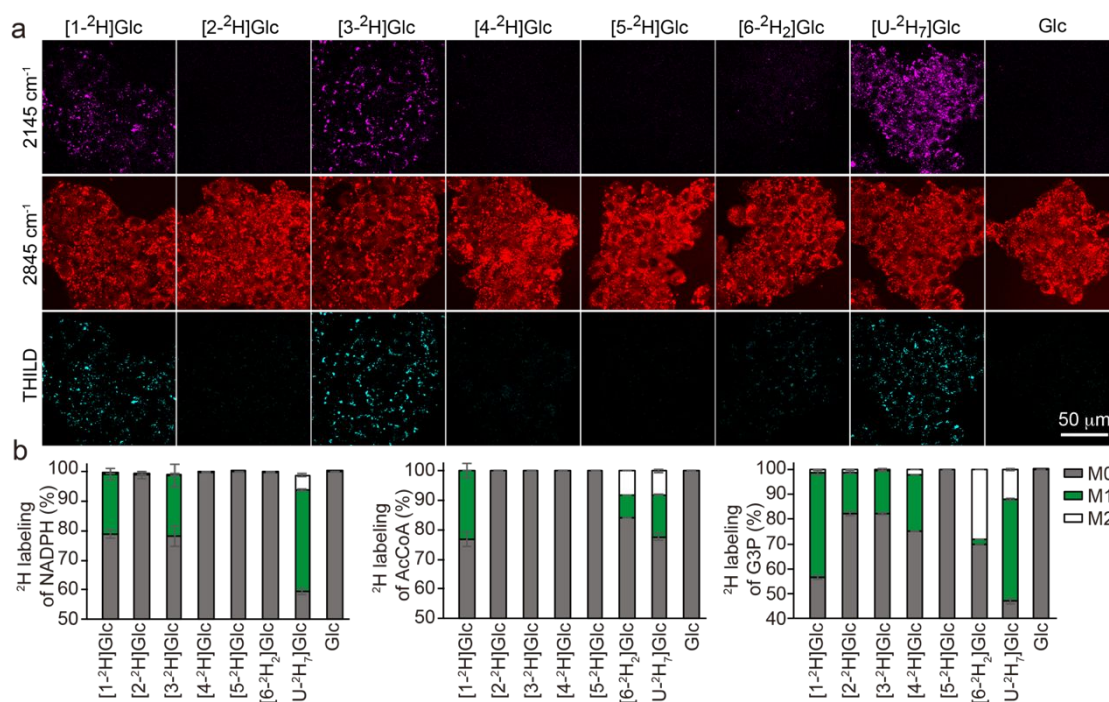 a
[1-²H]Glc [2-²H]Glc [3-²H]Glc [4-²H]Glc [5-²H]Glc [6-²H₂]Glc [U-²H₇]Glc Glc
2145 cm⁻¹
2845 cm⁻¹
THILD
50 μm
b
²H labeling
of NADPH (%)
100
90
80
70
60
50
[1-²H]Glc
[2-²H]Glc
[3-²H]Glc
[4-²H]Glc
[5-²H]Glc
[6-²H₂]Glc
U-²H₇]Glc
Glc
²H labeling
of AcCoA (%)
100
90
80
70
60
50
[1-²H]Glc
[2-²H]Glc
[3-²H]Glc
[4-²H]Glc
[5-²H]Glc
[6-²H₂]Glc
U-²H₇]Glc
Glc
²H labeling
of G3P (%)
100
90
80
70
60
50
40
[1-²H]Glc
[2-²H]Glc
[3-²H]Glc
[4-²H]Glc
[5-²H]Glc
[6-²H₂]Glc
U-²H₇]Glc
Glc
M0
M1
M2